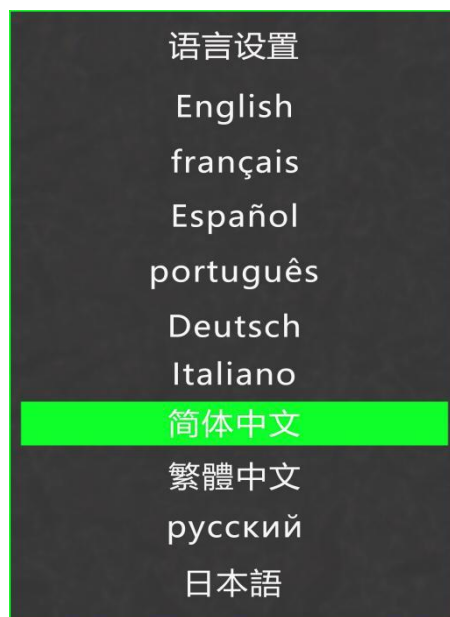 语言设置
English
français
Español
português
Deutsch
Italiano
简体中文
繁體中文
русский
日本語